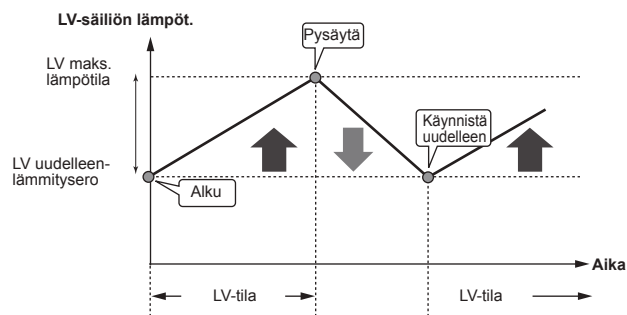 LV-säiliön lämpöt.
Pysäytä
LV maks.
lämpötila
Käynnistä
uudelleen
LV uudelleen-
lämmitysero
Alku
Aika
LV-tila
LV-tila